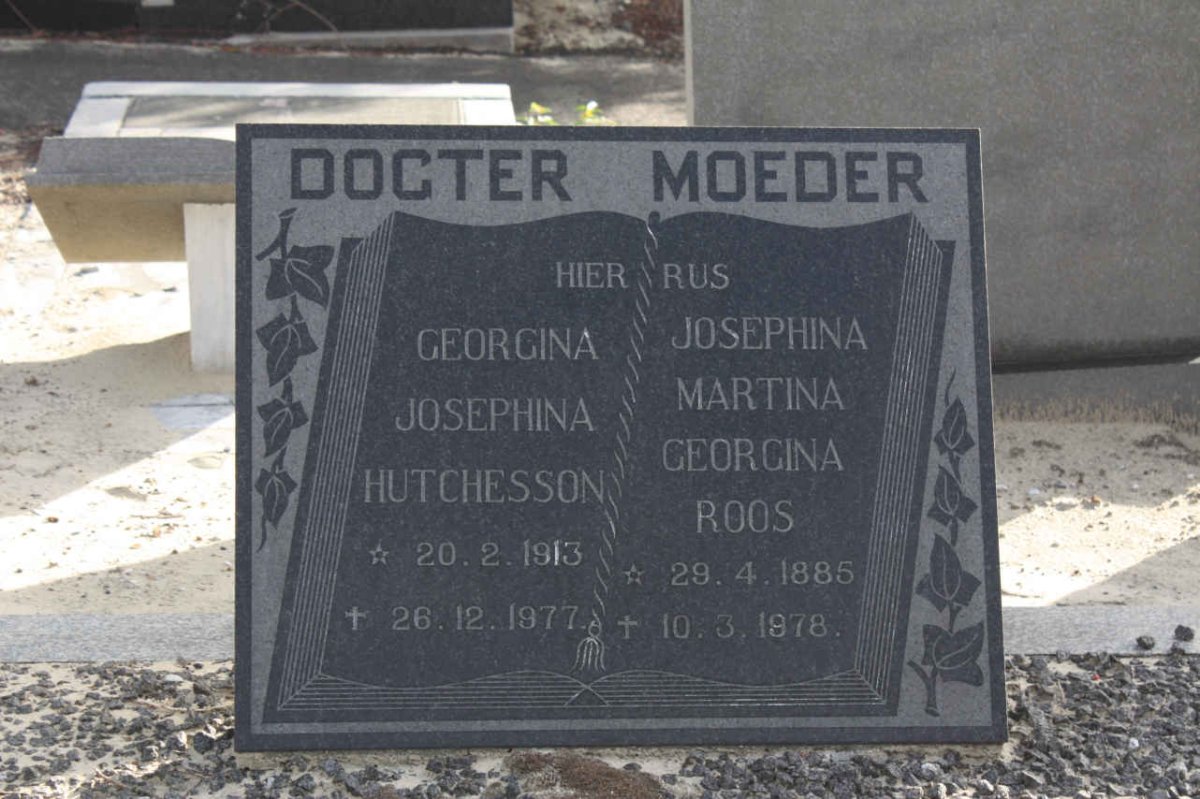 DOGTER MOEDER
HIER RUS
GEORGINA
JOSEPHINA
HUTCHESSON
☆ 20.2.1913
✝ 26.12.1977.
JOSEPHINA
MARTINA
GEORGINA
ROOS
☆ 29.4.1885
✝ 10.3.1978.